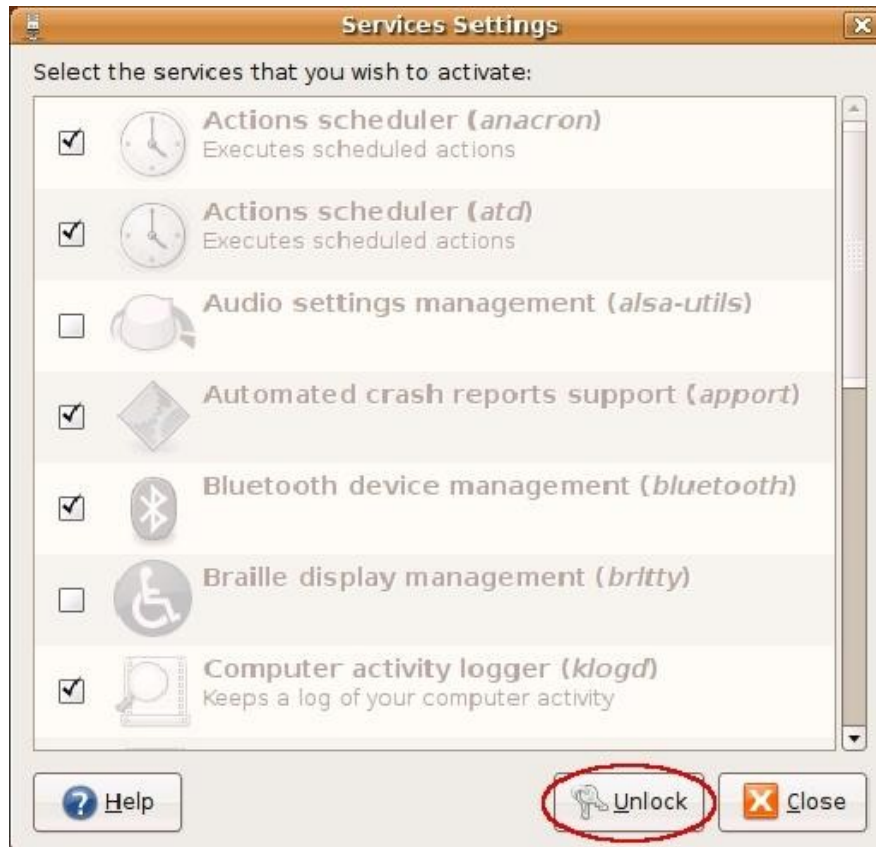 Services Settings
Select the services that you wish to activate:
Actions scheduler (anacron)
Executes scheduled actions
Actions scheduler (atd)
Executes scheduled actions
Audio settings management (alsa-utils)
Automated crash reports support (apport)
Bluetooth device management (bluetooth)
Braille display management (brltty)
Computer activity logger (klogd)
Keeps a log of your computer activity
Help Unlock Close